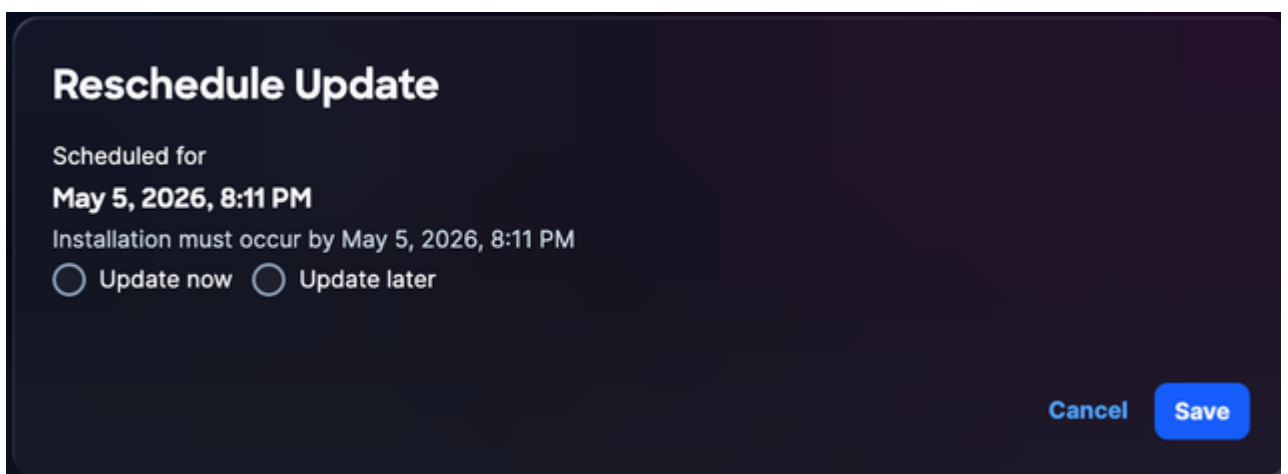 Reschedule Update
Scheduled for
May 5, 2026, 8:11 PM
Installation must occur by May 5, 2026, 8:11 PM
Update now Update later
Cancel Save